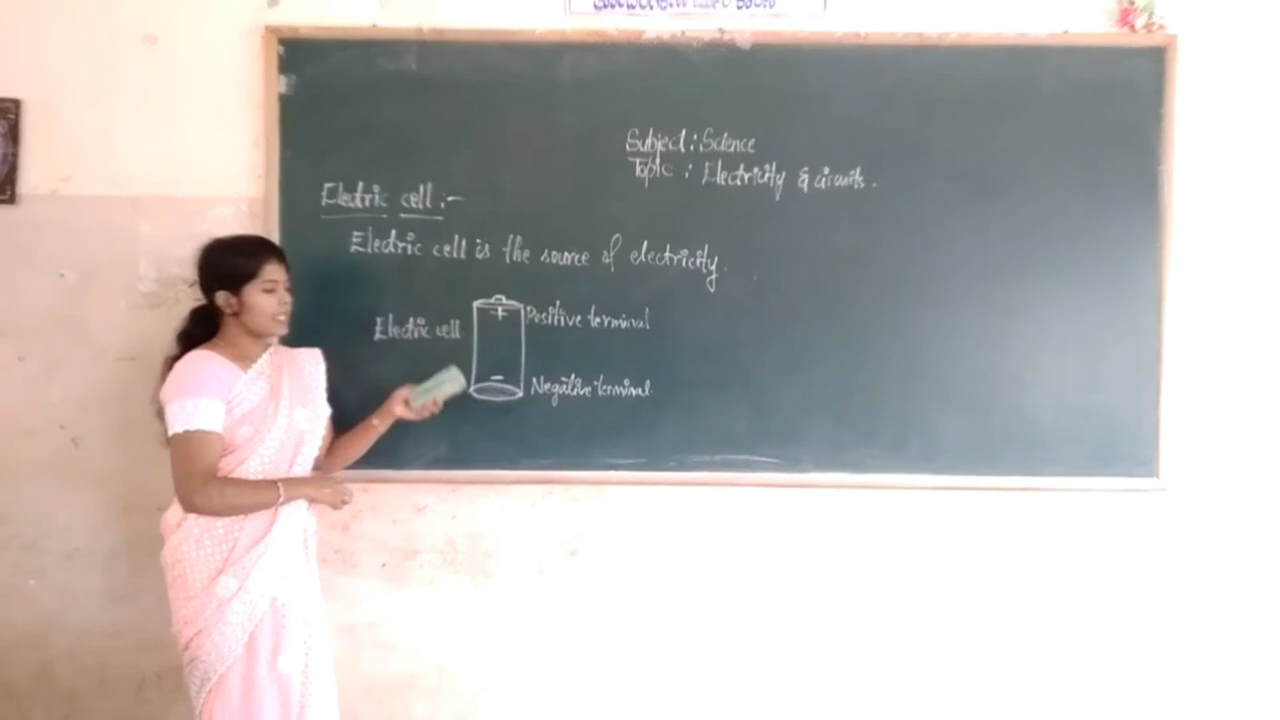 Subject : Science
Topic : Electricity & circuits.
Electric cell :-
Electric cell is the source of electricity.
Electric cell
+
Positive terminal
-
Negative terminal.